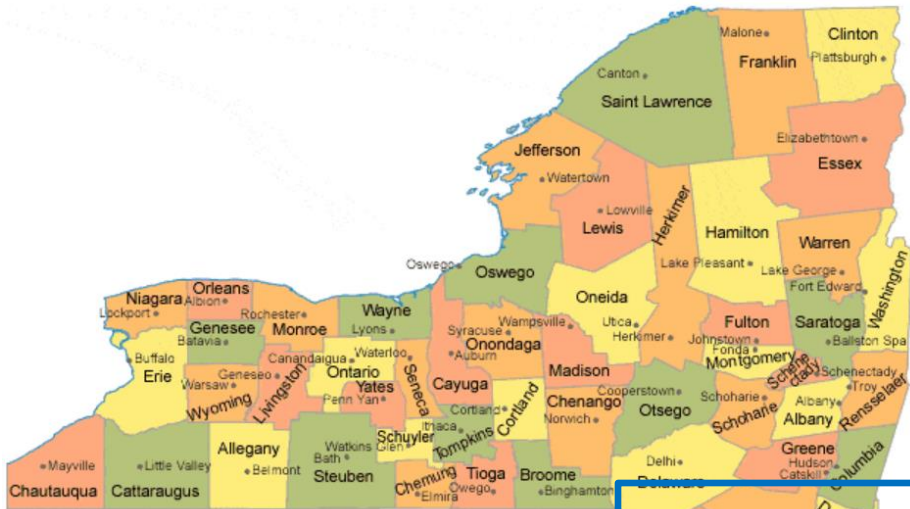 Clinton
Malone
Plattsburgh
Franklin
Canton
Saint Lawrence
Elizabethtown
Essex
Jefferson
Watertown
Lowville
Lewis
Herkimer
Hamilton
Lake Pleasant
Warren
Lake George
Fort Edward
Washington
Oswego
Oswego
Oneida
Utica
Herkimer
Niagara
Lockport
Orleans
Albion
Genesee
Batavia
Rochester
Monroe
Wayne
Lyons
Syracuse
Onondaga
Wampsville
Madison
Fulton
Johnstown
Fonda
Montgomery
Saratoga
Ballston Spa
Buffalo
Erie
Warsaw
Wyoming
Geneseo
Livingston
Canandaigua
Ontario
Waterloo
Seneca
Yates
Penn Yan
Auburn
Cayuga
Cortland
Cortland
Chenango
Norwich
Cooperstown
Otsego
Schoharie
Schoharie
Schene
ctady
Schenectady
Albany
Albany
Troy
Rensselaer
Mayville
Chautauqua
Little Valley
Cattaraugus
Allegany
Belmont
Bath
Steuben
Watkins
Glen
Schuyler
Ithaca
Tompkins
Chemung
Elmira
Tioga
Owego
Broome
Binghamton
Delhi
Delaware
Greene
Hudson
Catskill
Columbia